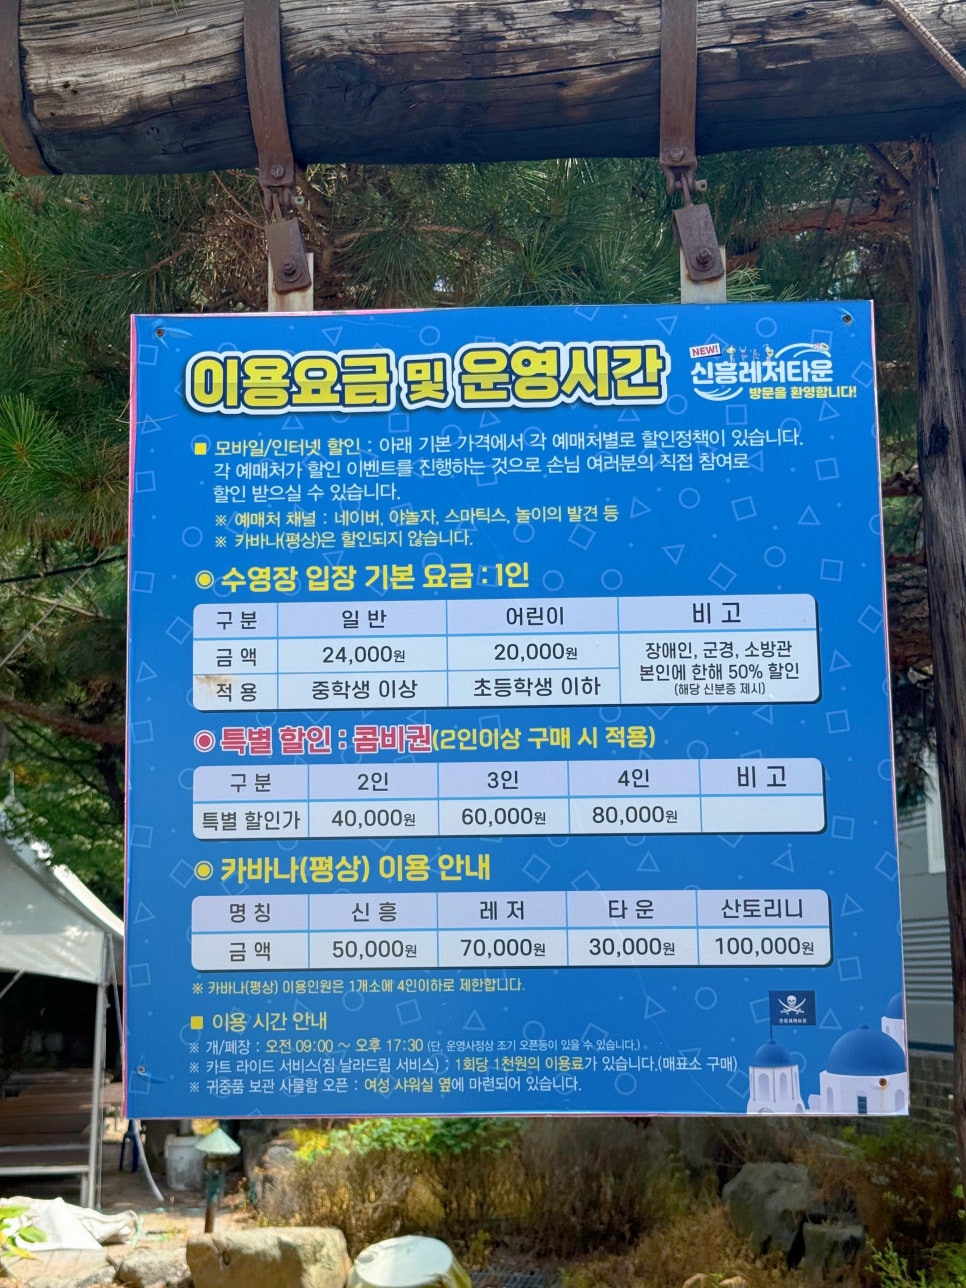 이용요금 및 운영시간
NEW!
신흥레저타운
방문을 환영합니다!
■ 모바일/인터넷 할인 : 아래 기본 가격에서 각 예매처별로 할인정책이 있습니다.
각 예매처가 할인 이벤트를 진행하는 것으로 손님 여러분의 직접 참여로
할인 받으실 수 있습니다.
※ 예매처 채널 : 네이버, 야놀자, 스마틱스, 놀이의 발견 등
※ 카바나(평상)은 할인되지 않습니다.
◉ 수영장 입장 기본 요금 : 1인
구 분 일 반 어린이 비 고
금 액 24,000원 20,000원 장애인, 군경, 소방관
본인에 한해 50% 할인
(해당 신분증 제시)
적 용 중학생 이상 초등학생 이하
◉ 특별 할인 : 콤비권(2인이상 구매 시 적용)
구 분 2인 3인 4인 비 고
특별 할인가 40,000원 60,000원 80,000원
◉ 카바나(평상) 이용 안내
명 칭 신 흥 레 저 타 운 산토리니
금 액 50,000원 70,000원 30,000원 100,000원
※ 카바나(평상) 이용인원은 1개소에 4인이하로 제한합니다.
■ 이용 시간 안내
※ 개/폐장 : 오전 09:00 ~ 오후 17:30 (단, 운영사정상 조기 오픈등이 있을 수 있습니다.)
※ 카트 라이드 서비스(짐 날라드림 서비스) : 1회당 1천원의 이용료가 있습니다.(매표소 구매)
※ 귀중품 보관 사물함 오픈 : 여성 샤워실 옆에 마련되어 있습니다.
신흥레저타운